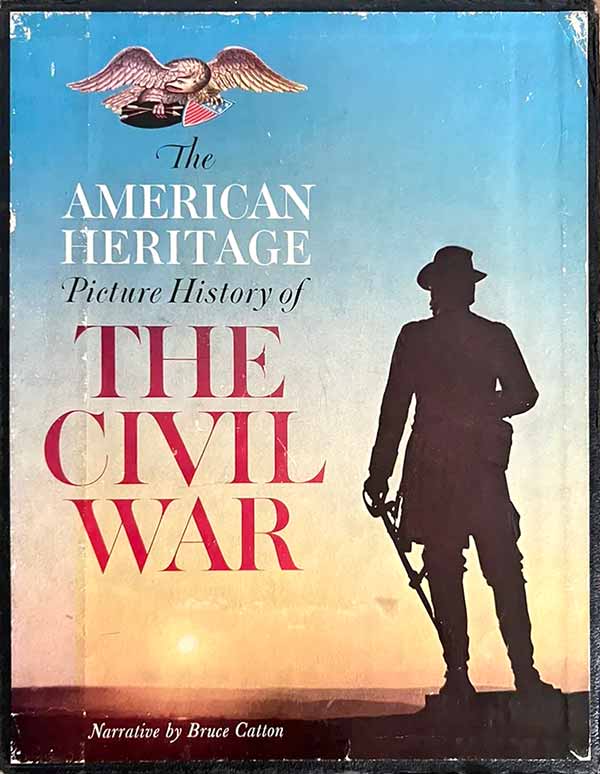 The
AMERICAN
HERITAGE
Picture History of
THE
CIVIL
WAR
Narrative by Bruce Catton